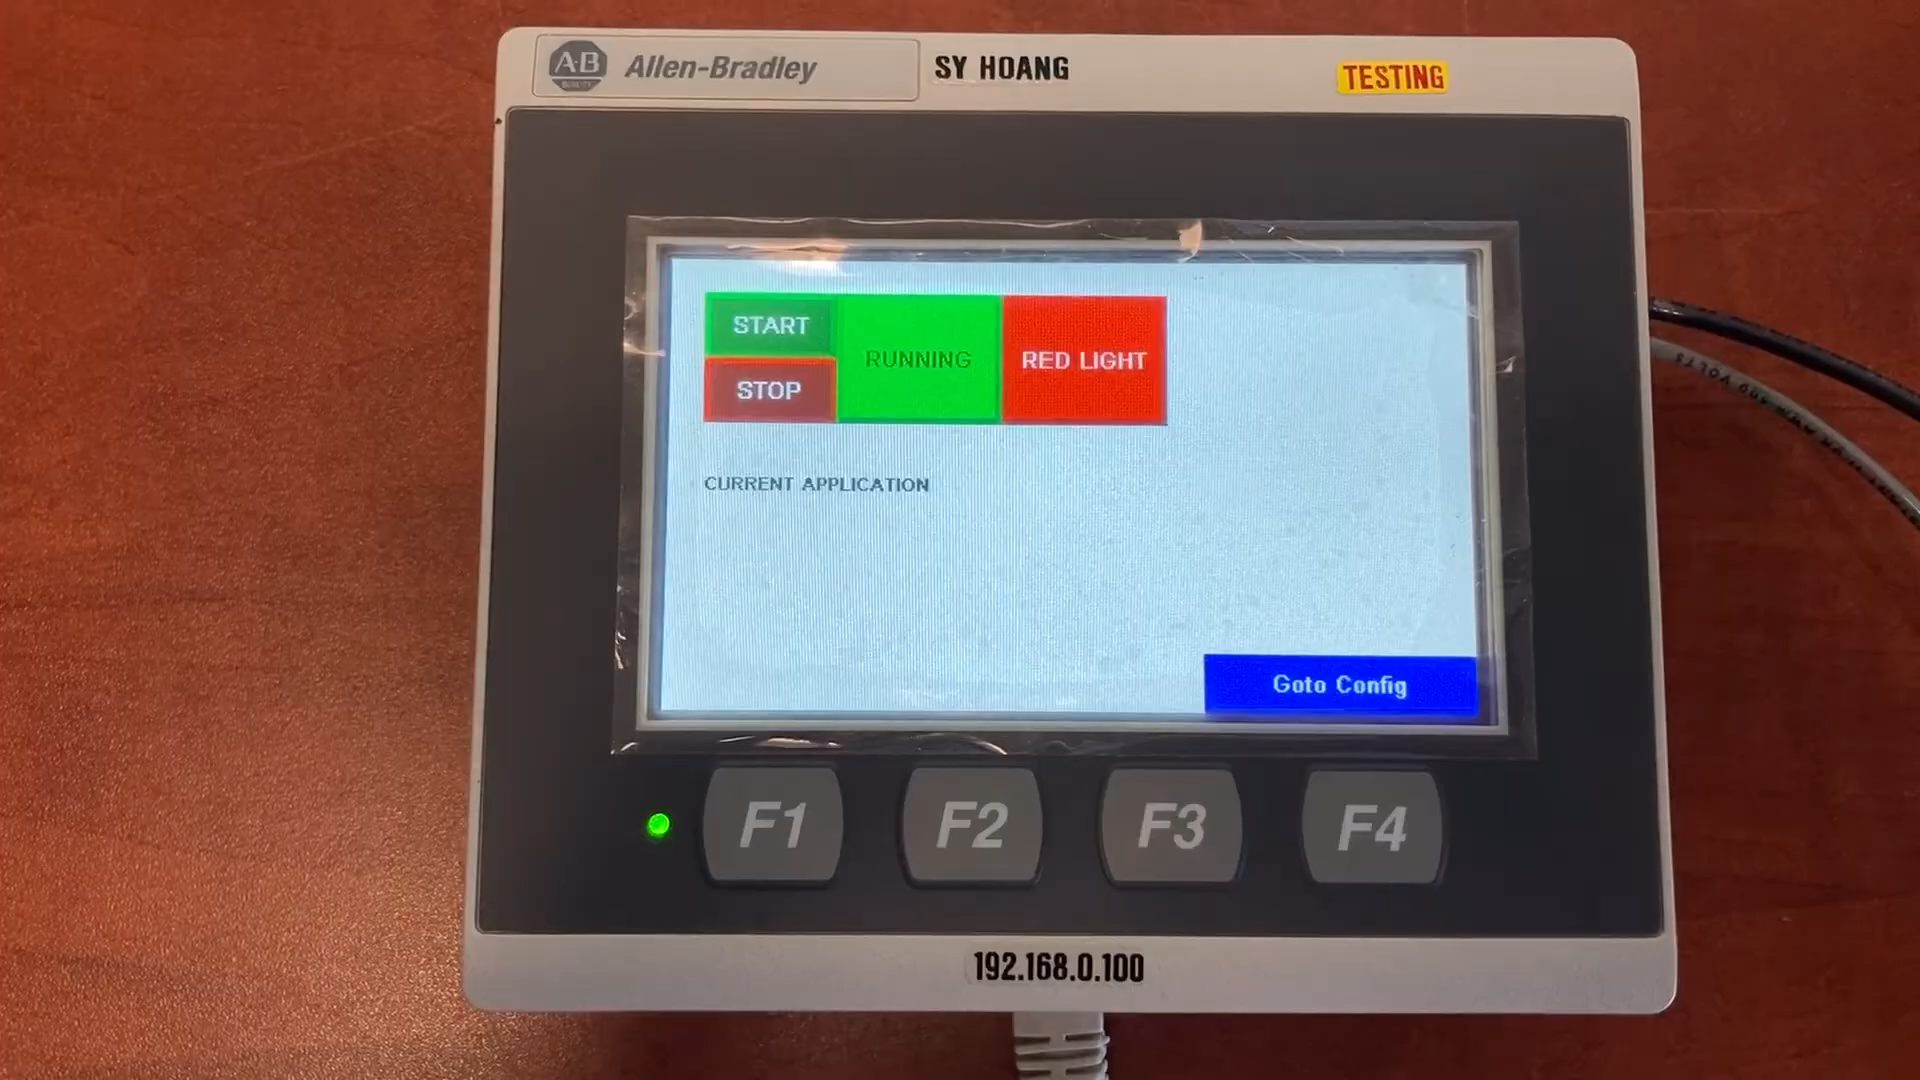 A·B
QUALITY
Allen-Bradley
SY HOANG
TESTING
START
STOP
RUNNING
RED LIGHT
CURRENT APPLICATION
Goto Config
F1
F2
F3
F4
192.168.0.100